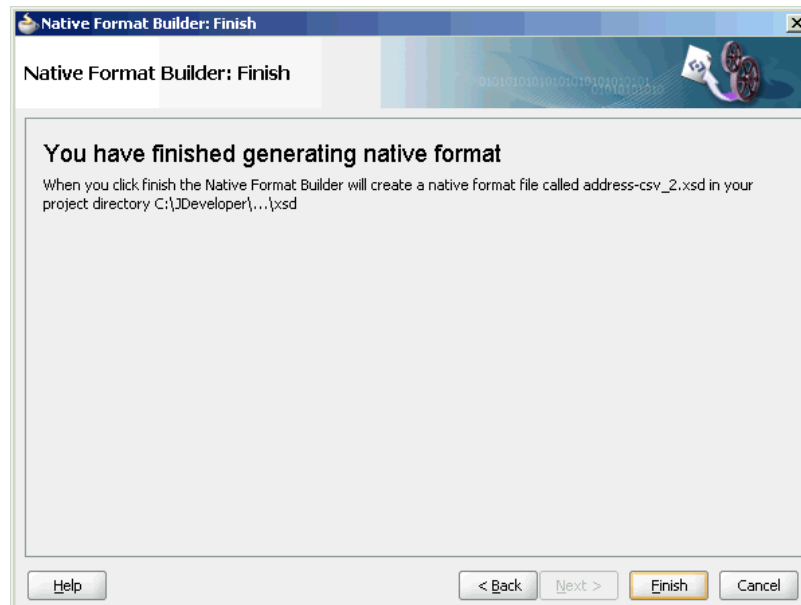 Native Format Builder: Finish
Native Format Builder: Finish
You have finished generating native format
When you click finish the Native Format Builder will create a native format file called address-csv_2.xsd in your
project directory C:\JDeveloper\...\xsd
Help
< Back
Next >
Finish
Cancel